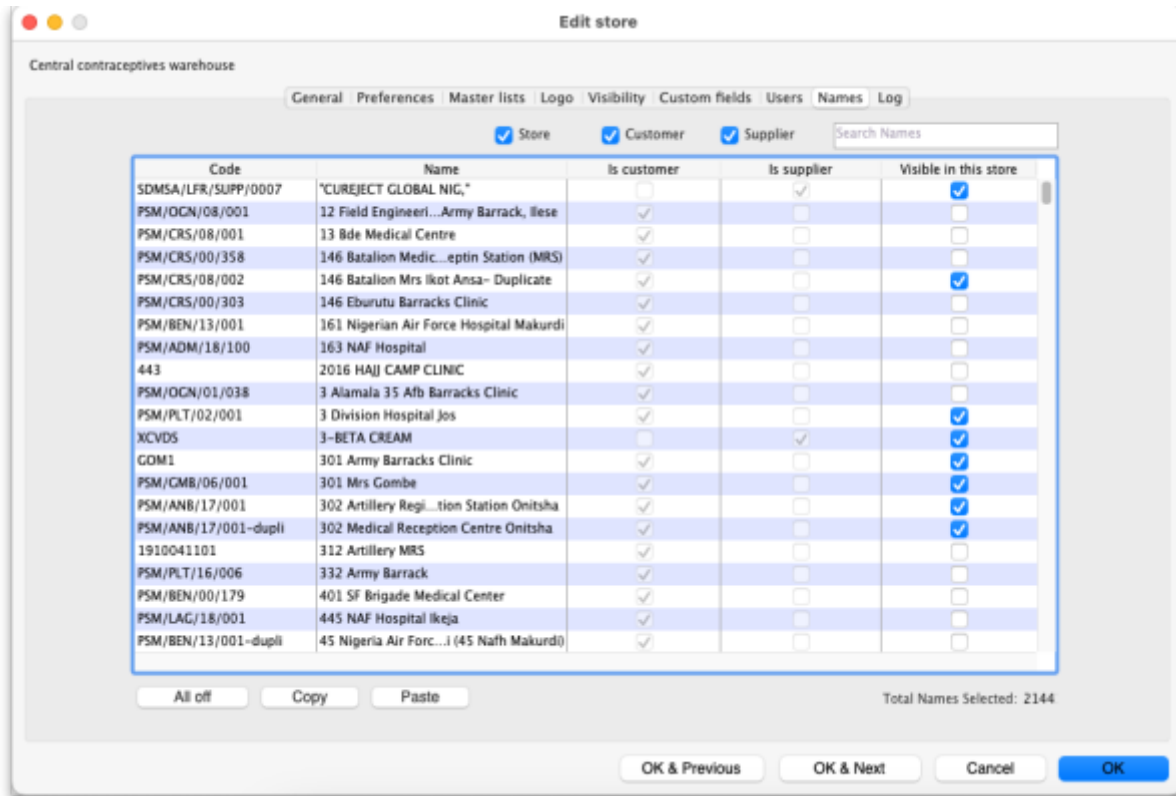 Edit store
Central contraceptives warehouse
General Preferences Master lists Logo Visibility Custom fields Users Names Log
Store Customer Supplier Search Names
Code Name Is customer Is supplier Visible in this store
SDMSA/LFR/SUPP/0007 "CUREJECT GLOBAL NIG,"
PSM/OGN/08/001 12 Field Engineeri...Army Barrack, Ilese
PSM/CRS/08/001 13 Bde Medical Centre
PSM/CRS/00/358 146 Batalion Medic...eptin Station (MRS)
PSM/CRS/08/002 146 Batalion Mrs Ikot Ansa- Duplicate
PSM/CRS/00/303 146 Eburutu Barracks Clinic
PSM/BEN/13/001 161 Nigerian Air Force Hospital Makurdi
PSM/ADM/18/100 163 NAF Hospital
443 2016 HAJJ CAMP CLINIC
PSM/OGN/01/038 3 Alamala 35 Afb Barracks Clinic
PSM/PLT/02/001 3 Division Hospital Jos
XCVDS 3-BETA CREAM
GOM1 301 Army Barracks Clinic
PSM/GMB/06/001 301 Mrs Gombe
PSM/ANB/17/001 302 Artillery Regi...tion Station Onitsha
PSM/ANB/17/001-dupli 302 Medical Reception Centre Onitsha
1910041101 312 Artillery MRS
PSM/PLT/16/006 332 Army Barrack
PSM/BEN/00/179 401 SF Brigade Medical Center
PSM/LAG/18/001 445 NAF Hospital Ikeja
PSM/BEN/13/001-dupli 45 Nigeria Air Forc...i (45 Nafh Makurdi)
All off Copy Paste Total Names Selected: 2144
OK & Previous OK & Next Cancel OK